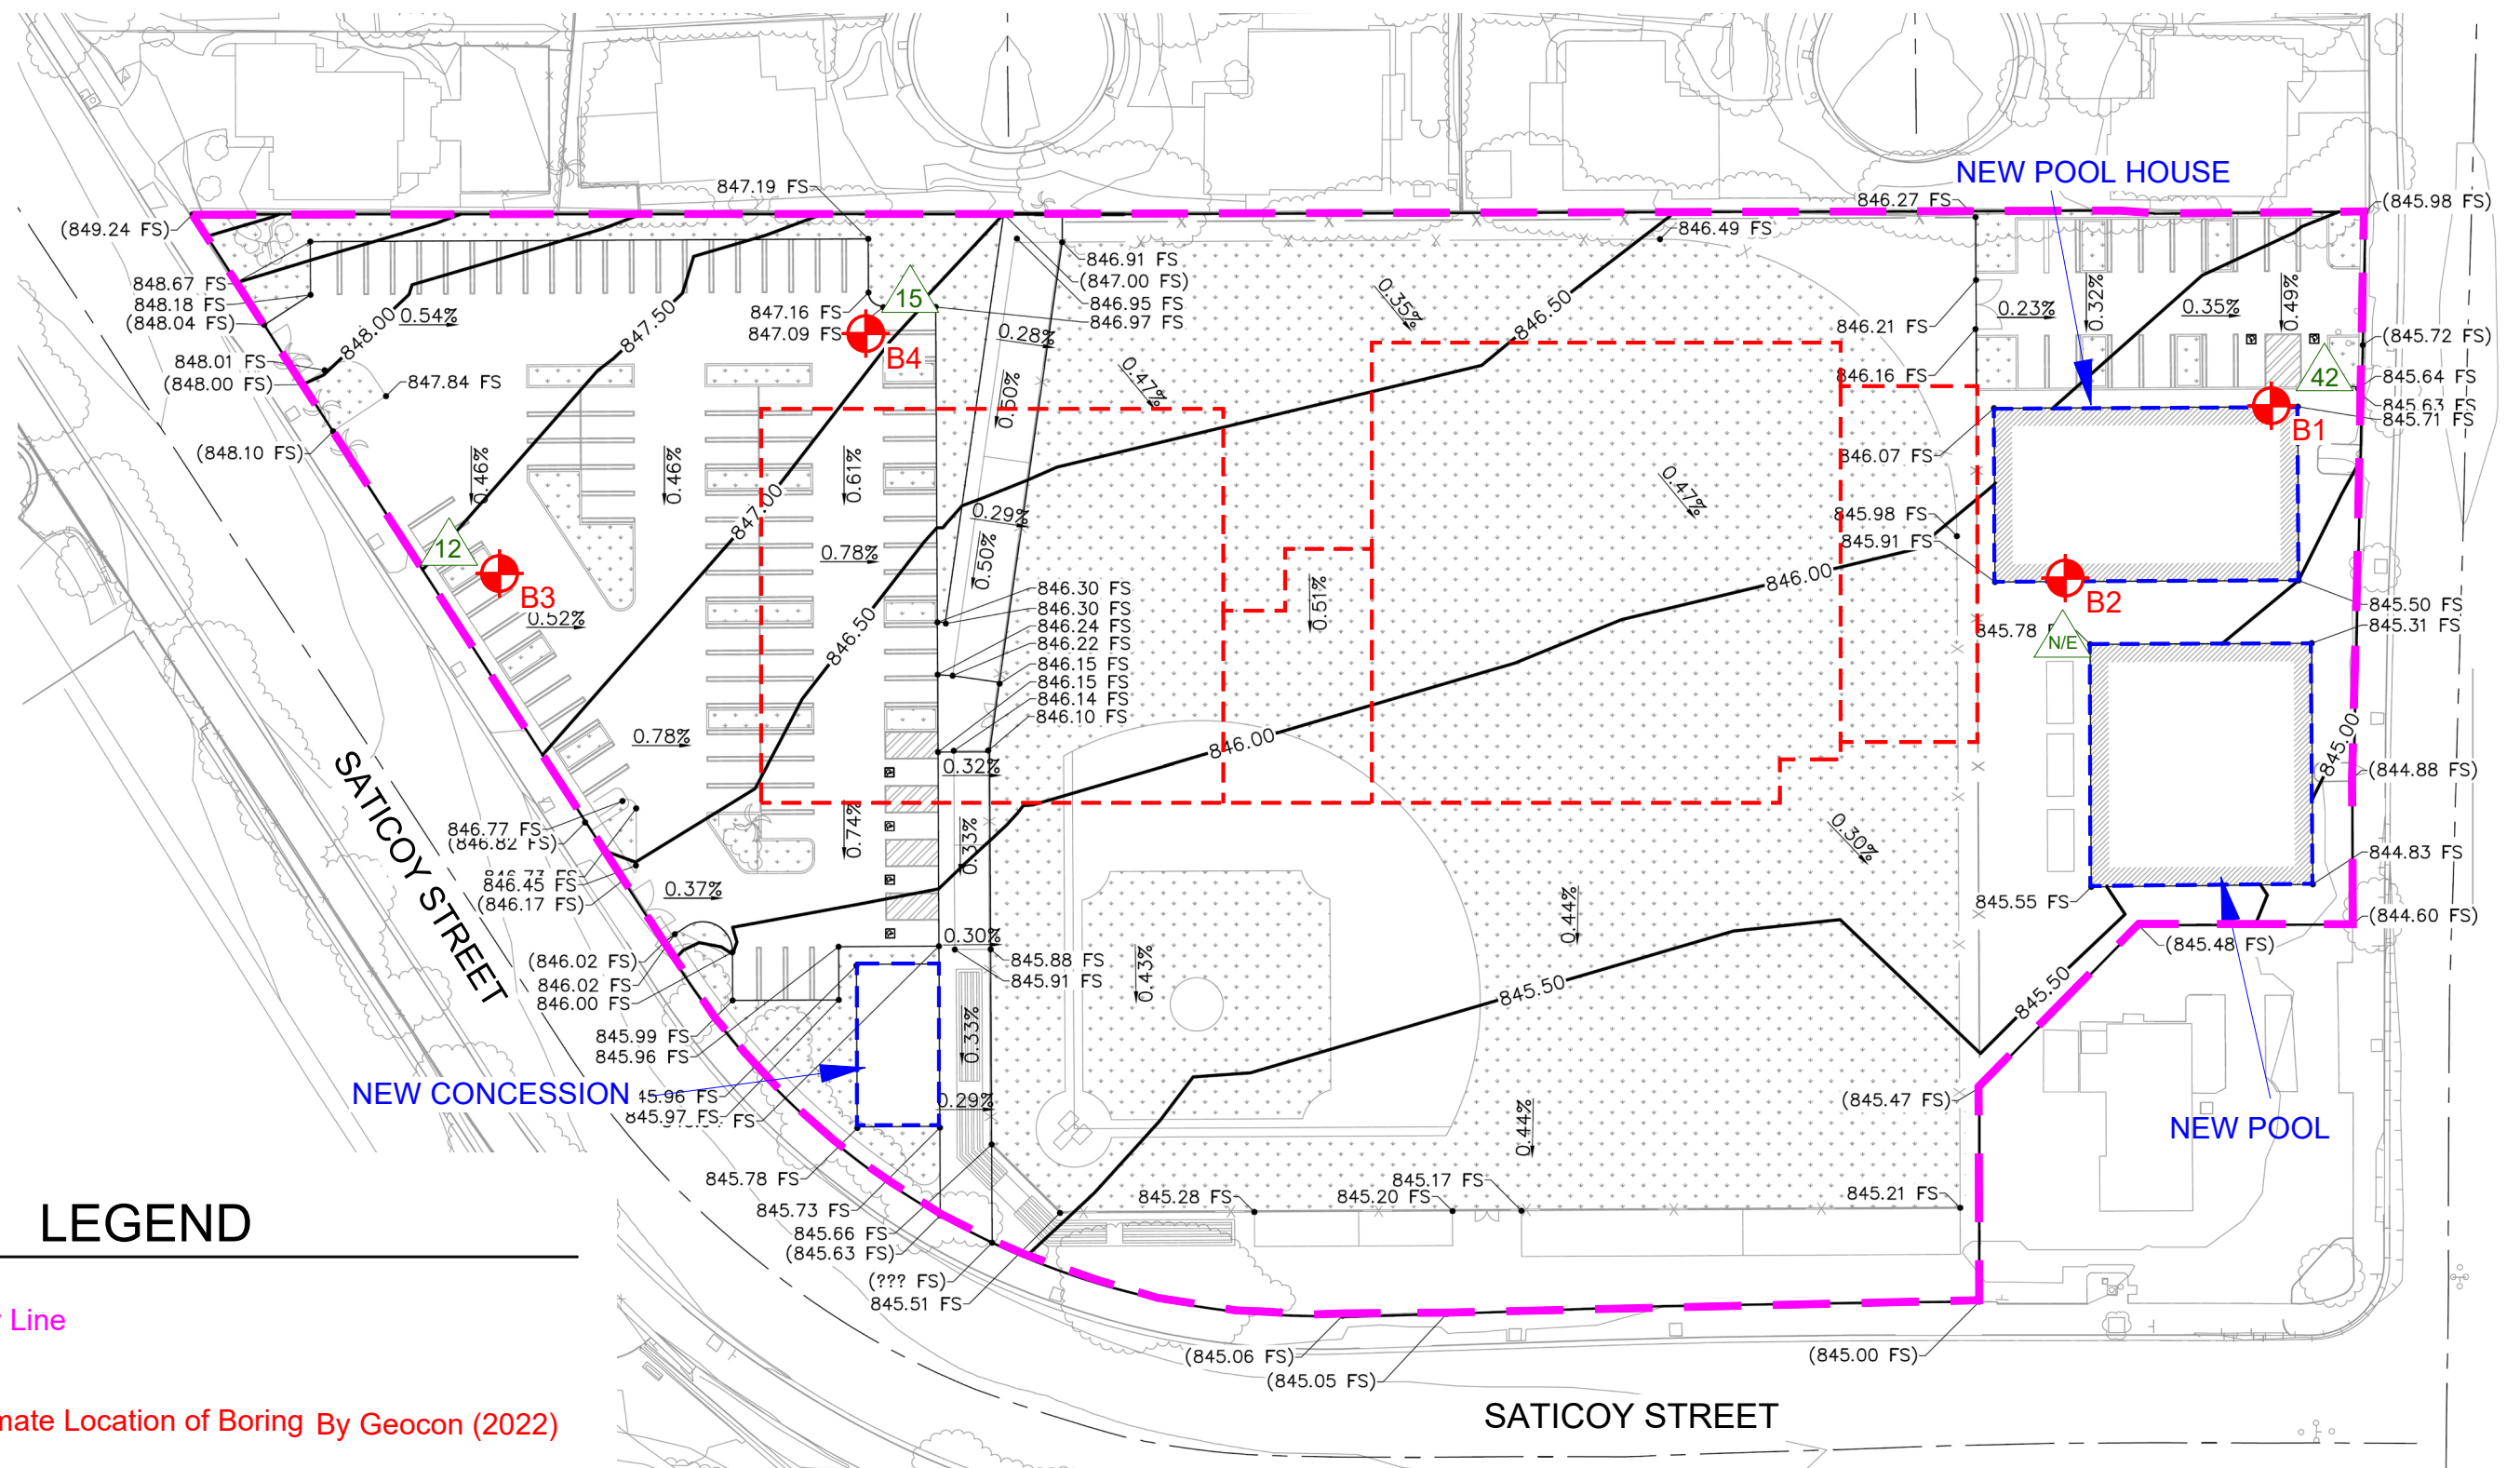 NEW POOL HOUSE
847.19 FS
846.27 FS
(845.98 FS)
(849.24 FS)
846.49 FS
846.91 FS
(847.00 FS)
848.67 FS
848.18 FS
(848.04 FS)
15
847.16 FS
847.09 FS
846.95 FS
846.97 FS
0.54%
848.00
847.50
0.28%
0.35%
846.50
846.21 FS
0.23%
0.32%
0.35%
0.49%
(845.72 FS)
848.01 FS
(848.00 FS)
847.84 FS
B4
0.50%
0.47%
846.16 FS
42
845.64 FS
845.63 FS
845.71 FS
B1
(848.10 FS)
0.46%
0.46%
0.61%
847.00
846.07 FS
0.47%
0.29%
845.98 FS
845.91 FS
12
B3
0.52%
0.78%
0.50%
0.51%
846.00
B2
846.30 FS
846.30 FS
846.24 FS
846.22 FS
846.15 FS
846.15 FS
846.14 FS
846.10 FS
846.50
845.50 FS
845.31 FS
845.78
N/E
0.78%
846.00
845.00
(844.88 FS)
0.32%
SATICOY STREET
846.77 FS
(846.82 FS)
0.74%
0.33%
0.30%
844.83 FS
846.45 FS
(846.17 FS)
0.37%
0.44%
845.55 FS
(844.60 FS)
(845.48 FS)
0.30%
(846.02 FS)
846.02 FS
846.00 FS
845.88 FS
845.91 FS
0.43%
845.50
845.50
845.99 FS
845.96 FS
0.33%
NEW CONCESSION
45.96 FS
845.97 FS
FS
0.29%
0.44%
(845.47 FS)
NEW POOL
845.78 FS
845.73 FS
845.66 FS
(845.63 FS)
(??? FS)
845.51 FS
845.28 FS
845.20 FS
845.17 FS
845.21 FS
LEGEND
Line
(845.06 FS)
(845.05 FS)
(845.00 FS)
mate Location of Boring By Geocon (2022)
SATICOY STREET